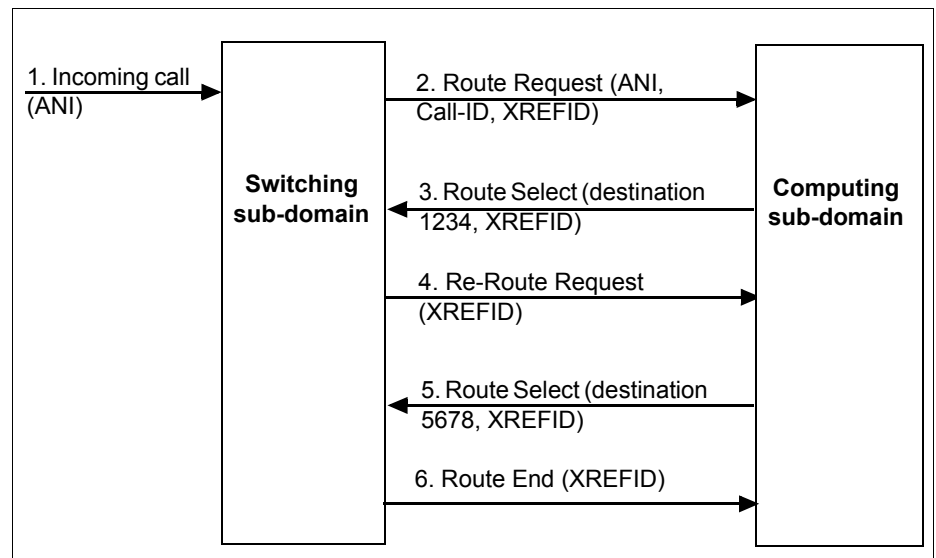 1. Incoming call
(ANI)
2. Route Request (ANI,
Call-ID, XREFID)
Switching
sub-domain
3. Route Select (destination
1234, XREFID)
Computing
sub-domain
4. Re-Route Request
(XREFID)
5. Route Select (destination
5678, XREFID)
6. Route End (XREFID)